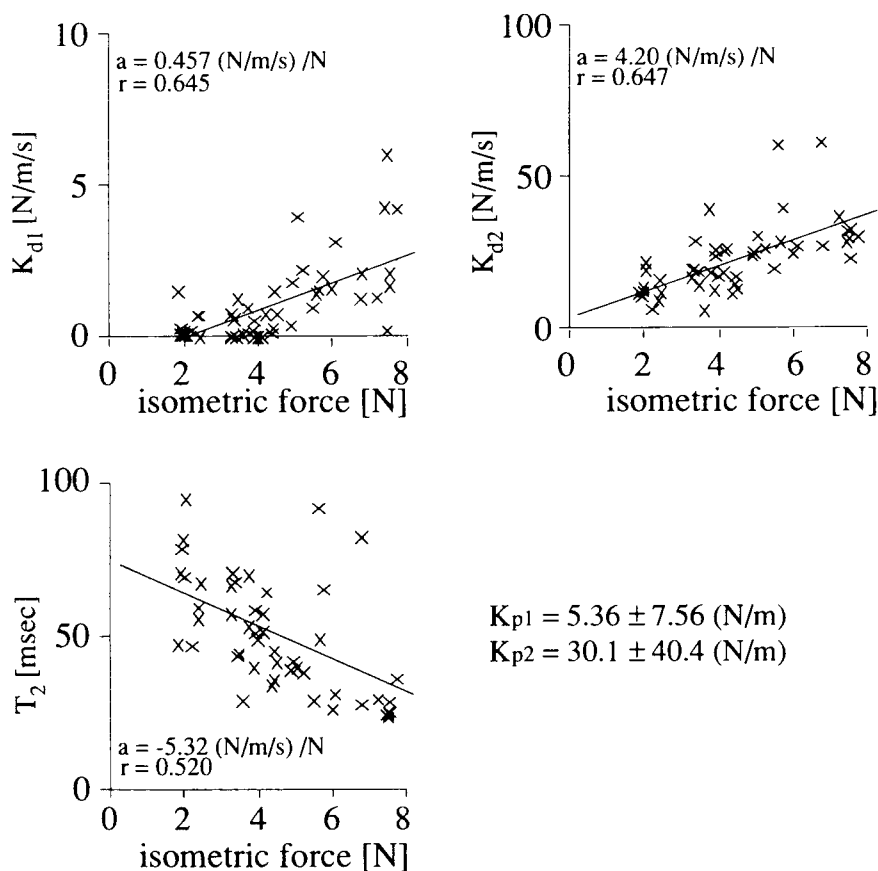 10
a = 0.457 (N/m/s) /N
r = 0.645
5
0
K_d1 [N/m/s]
0 2 4 6 8
isometric force [N]
100
a = 4.20 (N/m/s) /N
r = 0.647
50
0
K_d2 [N/m/s]
0 2 4 6 8
isometric force [N]
100
50
T_2 [msec]
a = -5.32 (N/m/s) /N
r = 0.520
0
0 2 4 6 8
isometric force [N]
Kp1 = 5.36 ± 7.56 (N/m)
Kp2 = 30.1 ± 40.4 (N/m)